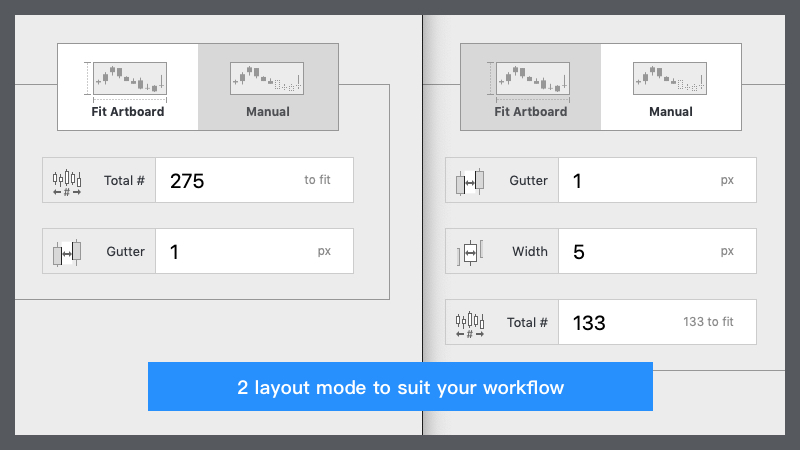 Fit Artboard
Manual
Total #
275
to fit
Gutter
1
px
Fit Artboard
Manual
Gutter
1
px
Width
5
px
Total #
133
133 to fit
2 layout mode to suit your workflow